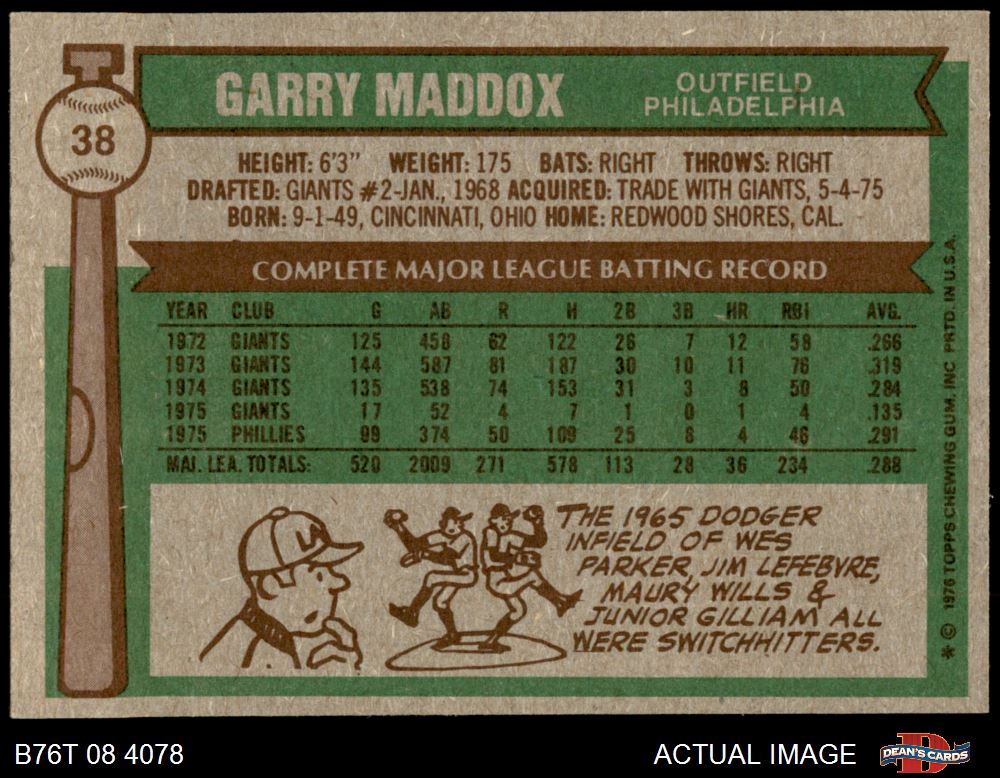 GARRY MADDOX
OUTFIELD
PHILADELPHIA
38
HEIGHT: 6'3" WEIGHT: 175 BATS: RIGHT THROWS: RIGHT
DRAFTED: GIANTS #2-JAN., 1968 ACQUIRED: TRADE WITH GIANTS, 5-4-75
BORN: 9-1-49, CINCINNATI, OHIO HOME: REDWOOD SHORES, CAL.
COMPLETE MAJOR LEAGUE BATTING RECORD
YEAR CLUB G AB R H 2B 3B HR RBI AVG.
1972 GIANTS 125 458 62 122 26 7 12 58 .266
1973 GIANTS 144 587 81 187 30 10 11 76 .319
1974 GIANTS 135 538 74 153 31 3 8 50 .284
1975 GIANTS 17 52 4 7 1 0 1 4 .135
1975 PHILLIES 99 374 50 109 25 8 4 46 .291
MAJ. LEA. TOTALS: 520 2009 271 578 113 28 36 234 .288
LA
THE 1965 DODGER
INFIELD OF WES
PARKER, JIM LEFEBVRE,
MAURY WILLS &
JUNIOR GILLIAM ALL
WERE SWITCHHITTERS.
* © 1976 TOPPS CHEWING GUM, INC PRTD. IN U.S.A.
B76T 08 4078
ACTUAL IMAGE
D
DEAN'S CARDS